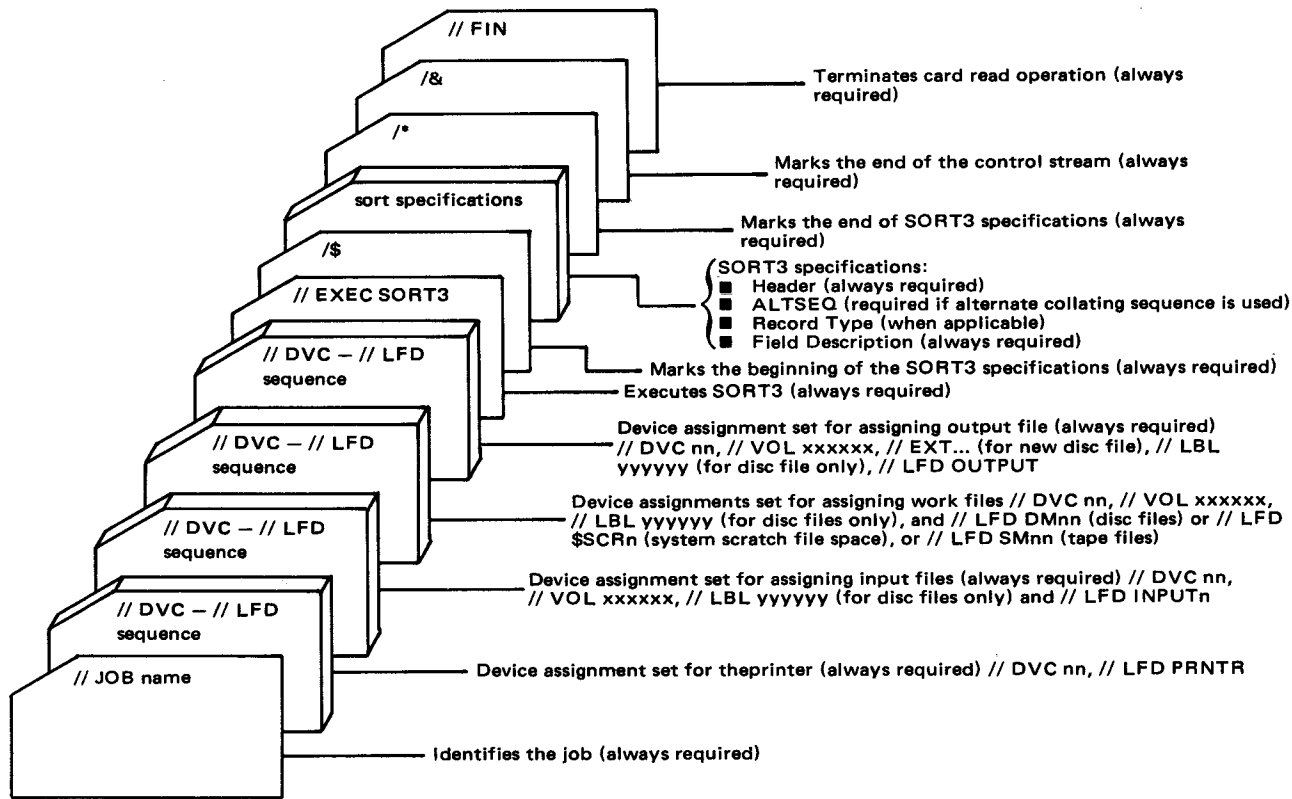 // FIN
/&
Terminates card read operation (always
required)
/*
Marks the end of the control stream (always
required)
sort specifications
Marks the end of SORT3 specifications (always
required)
/$
SORT3 specifications:
■ Header (always required)
■ ALTSEQ (required if alternate collating sequence is used)
■ Record Type (when applicable)
■ Field Description (always required)
// EXEC SORT3
Marks the beginning of the SORT3 specifications (always required)
Executes SORT3 (always required)
// DVC – // LFD
sequence
Device assignment set for assigning output file (always required)
// DVC nn, // VOL xxxxxx, // EXT... (for new disc file), // LBL
yyyyyy (for disc file only), // LFD OUTPUT
// DVC – // LFD
sequence
Device assignments set for assigning work files // DVC nn, // VOL xxxxxx,
// LBL yyyyyy (for disc files only), and // LFD DMnn (disc files) or // LFD
$SCRn (system scratch file space), or // LFD SMnn (tape files)
// DVC – // LFD
sequence
Device assignment set for assigning input files (always required) // DVC nn,
// VOL xxxxxx, // LBL yyyyyy (for disc files only) and // LFD INPUTn
// DVC – // LFD
sequence
Device assignment set for theprinter (always required) // DVC nn, // LFD PRNTR
// JOB name
Identifies the job (always required)